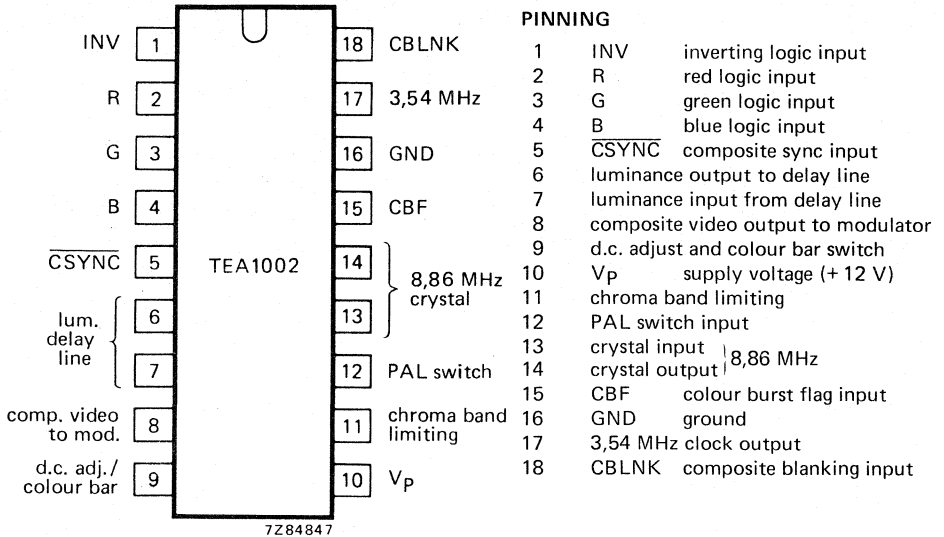 INV 1
R 2
G 3
B 4
CSYNC 5
lum.
delay
line
6
7
comp. video
to mod.
8
d.c. adj./
colour bar
9
TEA1002
18 CBLNK
17 3,54 MHz
16 GND
15 CBF
14
13
8,86 MHz
crystal
12 PAL switch
11 chroma band
limiting
10 VP
7Z84847
PINNING
1 INV inverting logic input
2 R red logic input
3 G green logic input
4 B blue logic input
5 CSYNC composite sync input
6 luminance output to delay line
7 luminance input from delay line
8 composite video output to modulator
9 d.c. adjust and colour bar switch
10 VP supply voltage (+ 12 V)
11 chroma band limiting
12 PAL switch input
13 crystal input
14 crystal output
8,86 MHz
15 CBF colour burst flag input
16 GND ground
17 3,54 MHz clock output
18 CBLNK composite blanking input